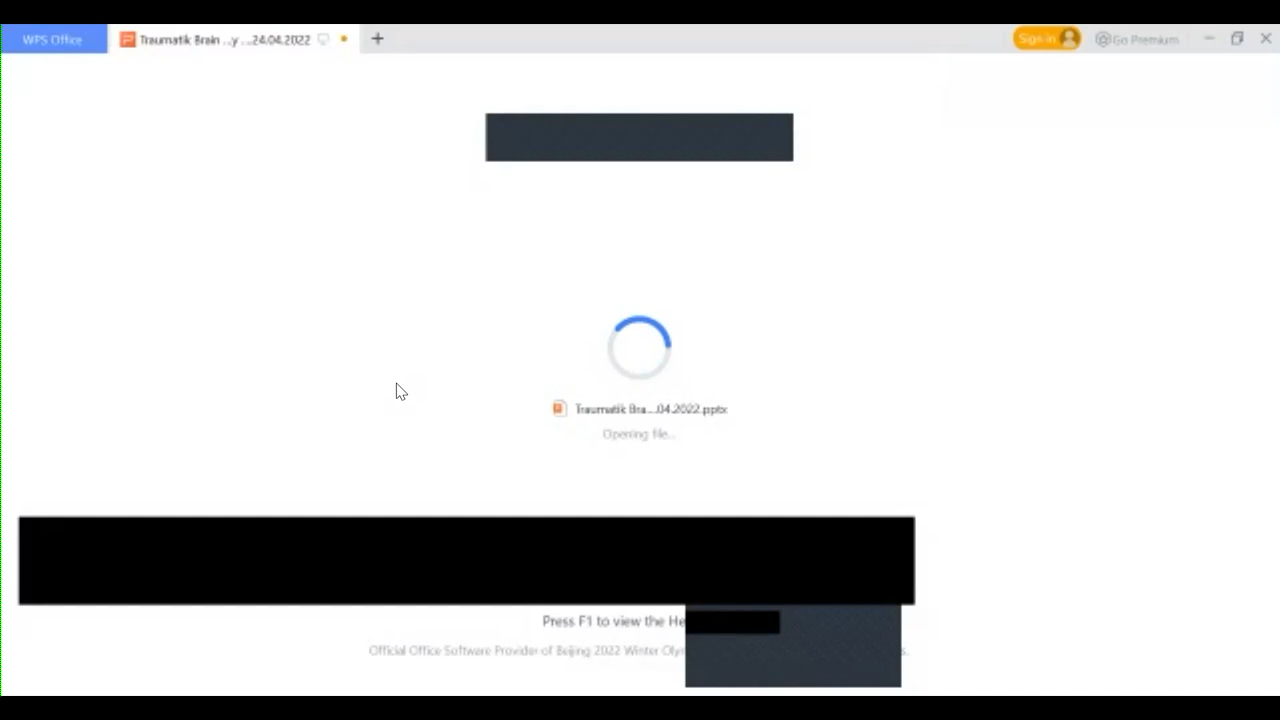 WPS Office
Traumatik Brain ...y ...24.04.2022
Sign in
Go Premium
Traumatik Bra....04.2022.pptx
Opening file...
Press F1 to view the He
Official Office Software Provider of Beijing 2022 Winter Olym
s.